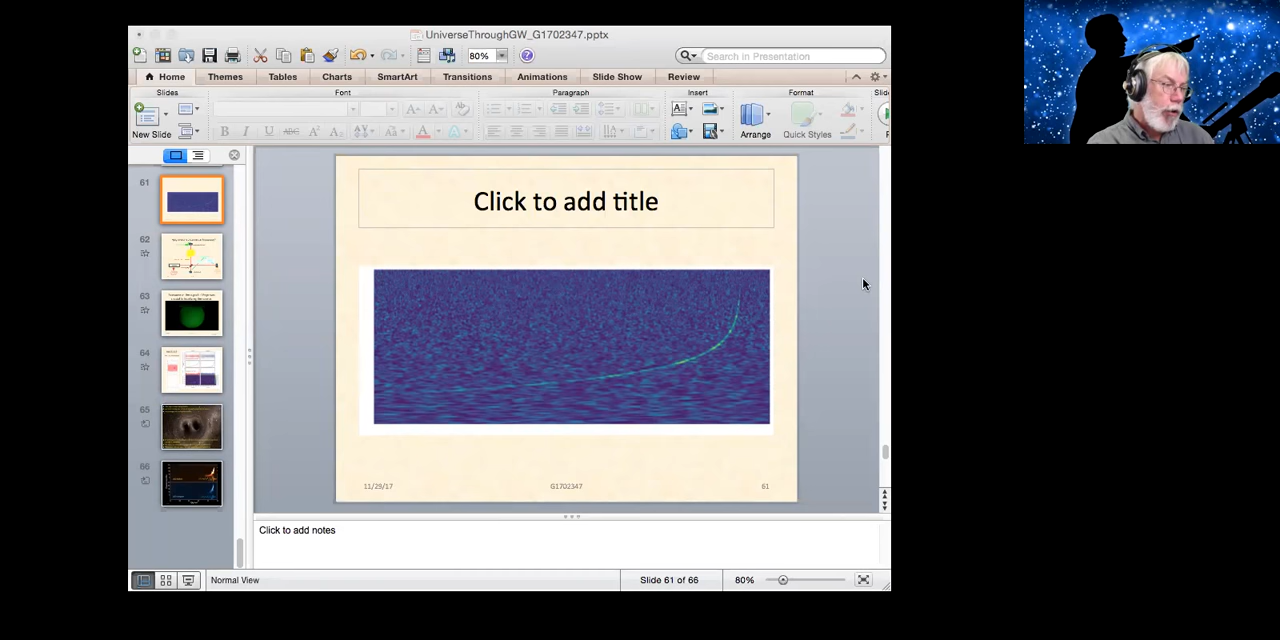 UniverseThroughGW_G1702347.pptx
80%
Search in Presentation
Home Themes Tables Charts SmartArt Transitions Animations Slide Show Review
Slides Font Paragraph Insert Format
New Slide
Arrange Quick Styles
61
62
63
64
65
66
Click to add title
11/29/17 G1702347 61
Click to add notes
Normal View Slide 61 of 66 80%